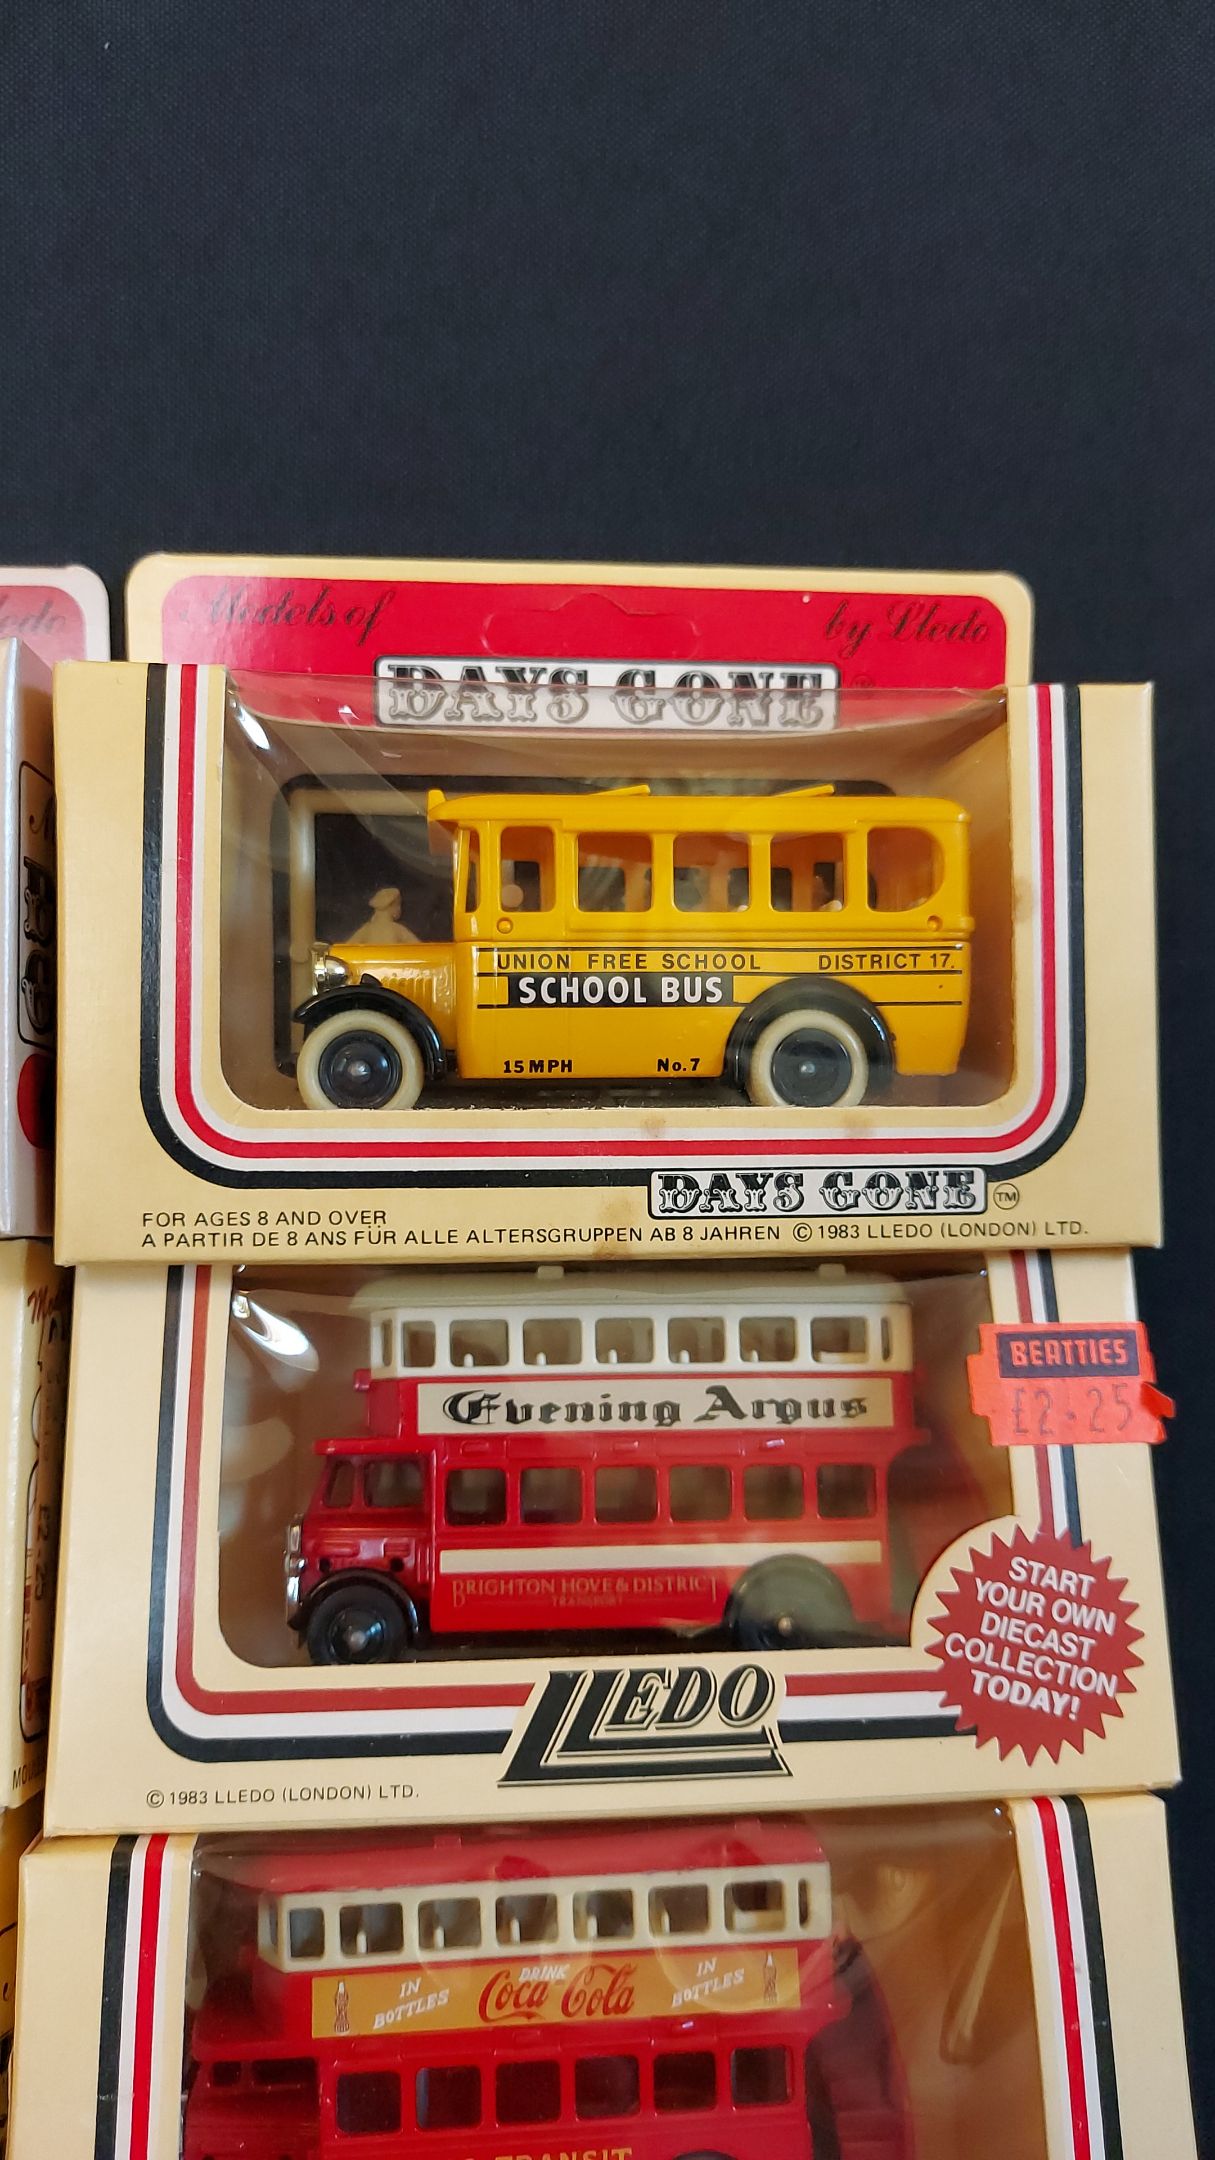 Models of
by Lledo
DAYS GONE
UNION FREE SCHOOL DISTRICT 17.
SCHOOL BUS
15 MPH No. 7
DAYS GONE TM
FOR AGES 8 AND OVER
A PARTIR DE 8 ANS FÜR ALLE ALTERSGRUPPEN AB 8 JAHREN © 1983 LLEDO (LONDON) LTD.
BEATTIES
£2.25
Evening Argus
BRIGHTON HOVE & DISTRICT
TRANSPORT
START
YOUR OWN
DIECAST
COLLECTION
TODAY!
LLEDO
© 1983 LLEDO (LONDON) LTD.
IN
BOTTLES
DRINK
Coca-Cola
IN
BOTTLES
TRANSIT